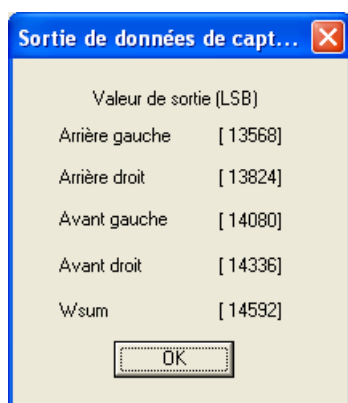 Sortie de données de capt...
Valeur de sortie (LSB)
Arrière gauche [ 13568]
Arrière droit [ 13824]
Avant gauche [ 14080]
Avant droit [ 14336]
Wsum [ 14592]
OK